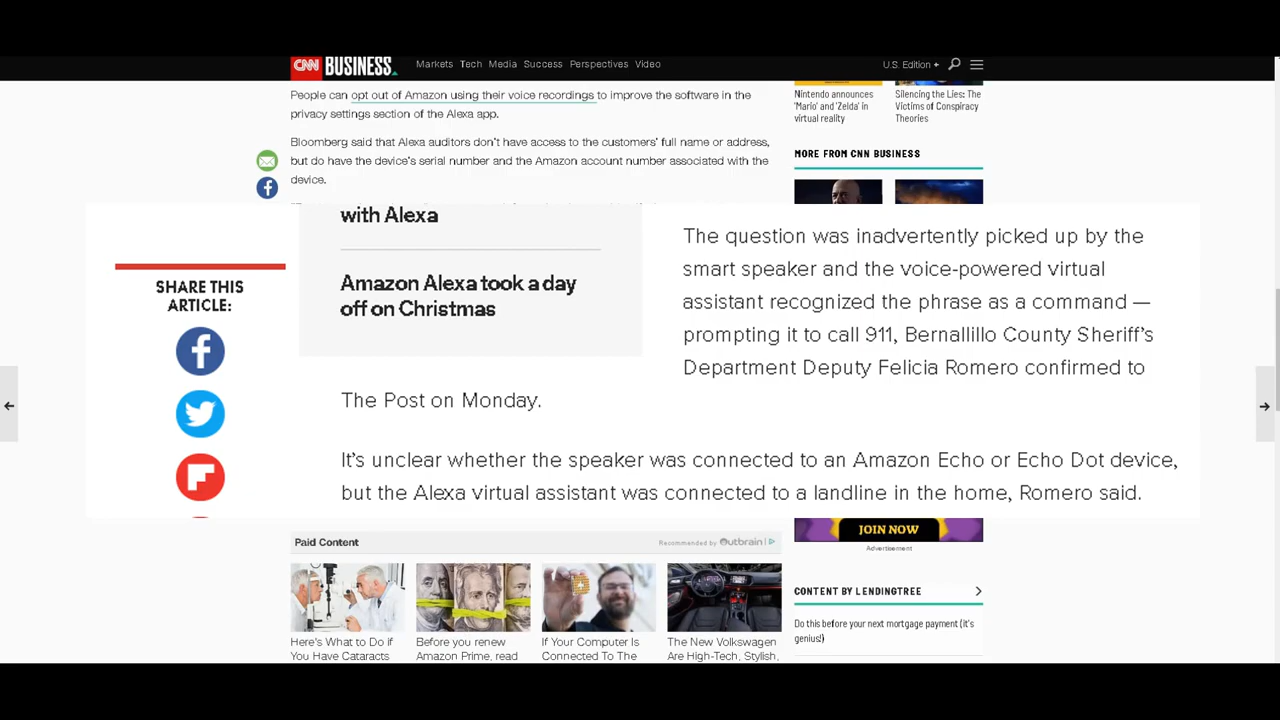 CNN BUSINESS Markets Tech Media Success Perspectives Video U.S. Edition +
People can opt out of Amazon using their voice recordings to improve the software in the
privacy settings section of the Alexa app.
Bloomberg said that Alexa auditors don't have access to the customers' full name or address,
but do have the device's serial number and the Amazon account number associated with the
device.
Nintendo announces
'Mario' and 'Zelda' in
virtual reality
Silencing the Lies: The
Victims of Conspiracy
Theories
MORE FROM CNN BUSINESS
with Alexa
Amazon Alexa took a day
off on Christmas
SHARE THIS
ARTICLE:
The question was inadvertently picked up by the
smart speaker and the voice-powered virtual
assistant recognized the phrase as a command —
prompting it to call 911, Bernallillo County Sheriff's
Department Deputy Felicia Romero confirmed to
The Post on Monday.
It's unclear whether the speaker was connected to an Amazon Echo or Echo Dot device,
but the Alexa virtual assistant was connected to a landline in the home, Romero said.
JOIN NOW
Advertisement
Paid Content
Recommended by Outbrain
Here's What to Do if
You Have Cataracts
Before you renew
Amazon Prime, read
If Your Computer Is
Connected To The
The New Volkswagen
Are High-Tech, Stylish,
CONTENT BY LENDINGTREE
Do this before your next mortgage payment (it's
genius!)